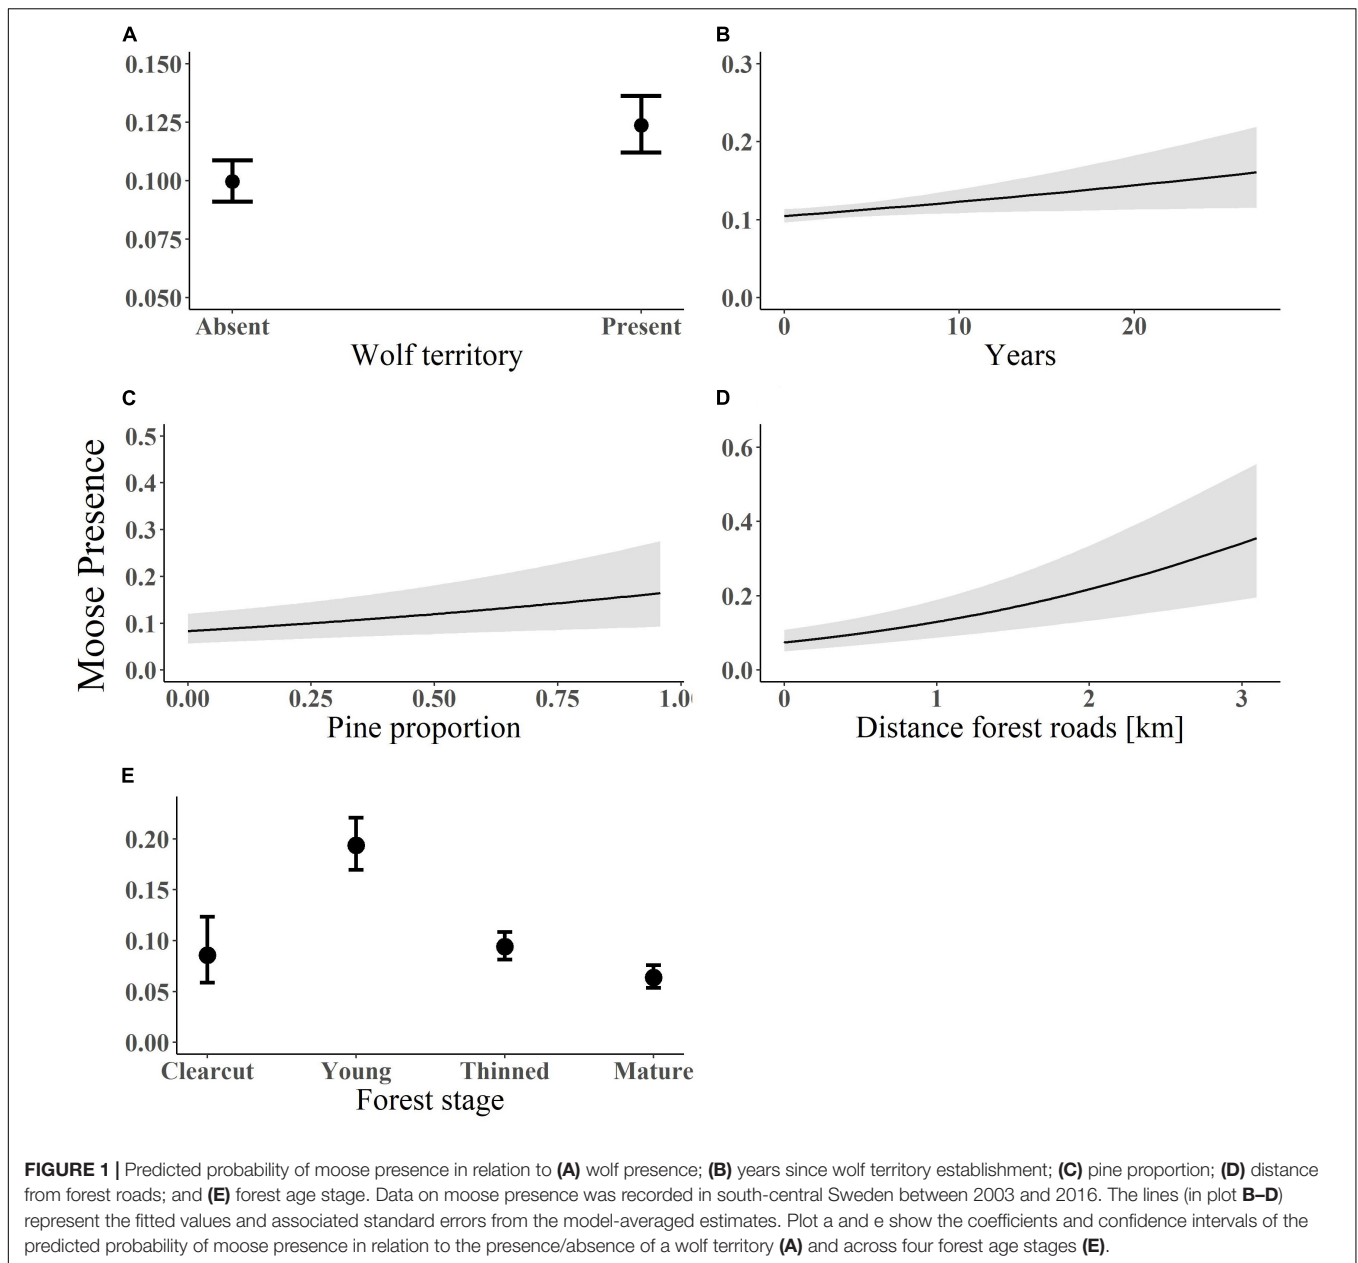 A
0.150
0.125
0.100
0.075
0.050
Absent Present
Wolf territory
B
0.3
0.2
0.1
0.0
0 10 20
Years
Moose Presence
C
0.5
0.4
0.3
0.2
0.1
0.0
0.00 0.25 0.50 0.75 1.0
Pine proportion
D
0.6
0.4
0.2
0.0
0 1 2 3
Distance forest roads [km]
E
0.20
0.15
0.10
0.05
0.00
Clearcut Young Thinned Mature
Forest stage
FIGURE 1 | Predicted probability of moose presence in relation to (A) wolf presence; (B) years since wolf territory establishment; (C) pine proportion; (D) distance
from forest roads; and (E) forest age stage. Data on moose presence was recorded in south-central Sweden between 2003 and 2016. The lines (in plot B–D)
represent the fitted values and associated standard errors from the model-averaged estimates. Plot a and e show the coefficients and confidence intervals of the
predicted probability of moose presence in relation to the presence/absence of a wolf territory (A) and across four forest age stages (E).